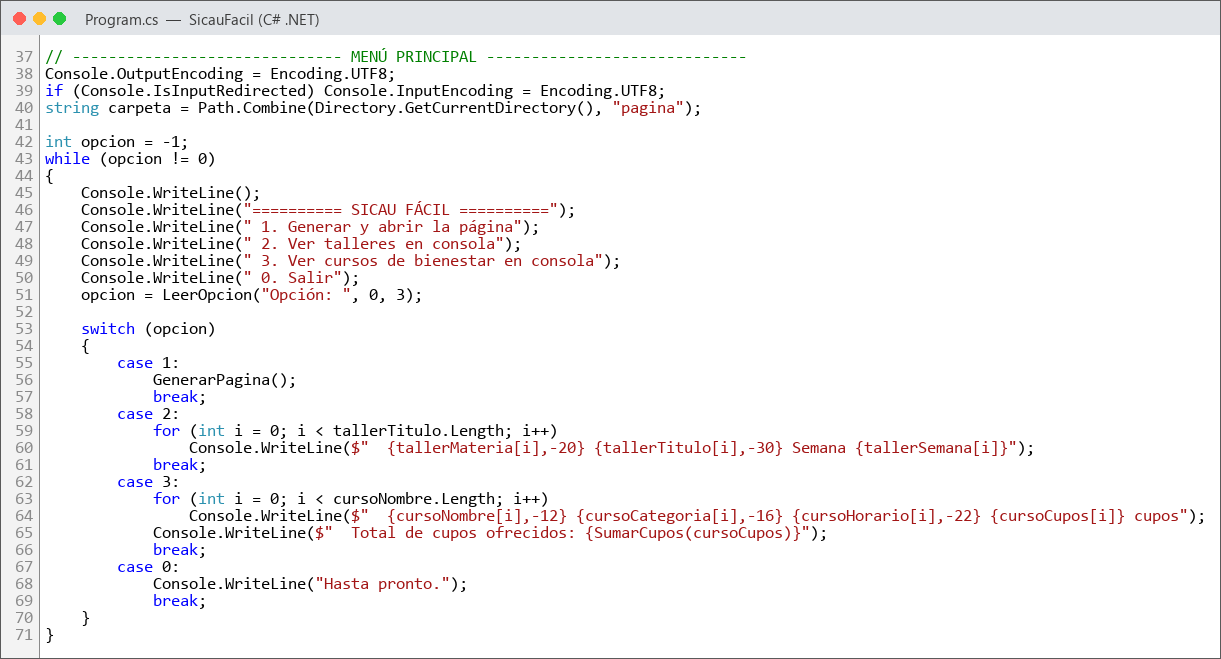 Program.cs — SicauFacil (C# .NET)
37 // ------------------------------ MENÚ PRINCIPAL -----------------------------
38 Console.OutputEncoding = Encoding.UTF8;
39 if (Console.IsInputRedirected) Console.InputEncoding = Encoding.UTF8;
40 string carpeta = Path.Combine(Directory.GetCurrentDirectory(), "pagina");
41
42 int opcion = -1;
43 while (opcion != 0)
44 {
45     Console.WriteLine();
46     Console.WriteLine("========== SICAU FÁCIL ==========");
47     Console.WriteLine(" 1. Generar y abrir la página");
48     Console.WriteLine(" 2. Ver talleres en consola");
49     Console.WriteLine(" 3. Ver cursos de bienestar en consola");
50     Console.WriteLine(" 0. Salir");
51     opcion = LeerOpcion("Opción: ", 0, 3);
52
53     switch (opcion)
54     {
55         case 1:
56             GenerarPagina();
57             break;
58         case 2:
59             for (int i = 0; i < tallerTitulo.Length; i++)
60                 Console.WriteLine($"  {tallerMateria[i],-20} {tallerTitulo[i],-30} Semana {tallerSemana[i]}");
61             break;
62         case 3:
63             for (int i = 0; i < cursoNombre.Length; i++)
64                 Console.WriteLine($"  {cursoNombre[i],-12} {cursoCategoria[i],-16} {cursoHorario[i],-22} {cursoCupos[i]} cupos");
65             Console.WriteLine($"  Total de cupos ofrecidos: {SumarCupos(cursoCupos)}");
66             break;
67         case 0:
68             Console.WriteLine("Hasta pronto.");
69             break;
70     }
71 }